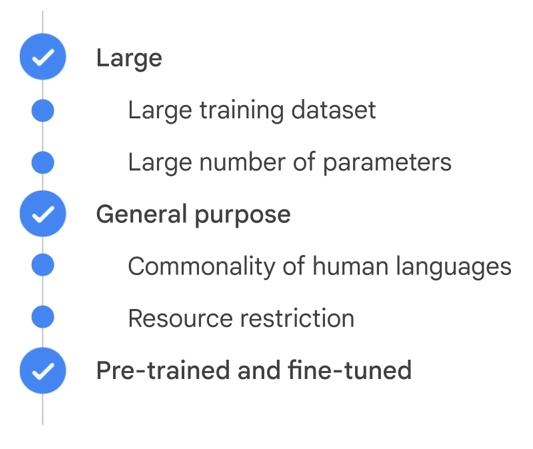 Large
Large training dataset
Large number of parameters
General purpose
Commonality of human languages
Resource restriction
Pre-trained and fine-tuned